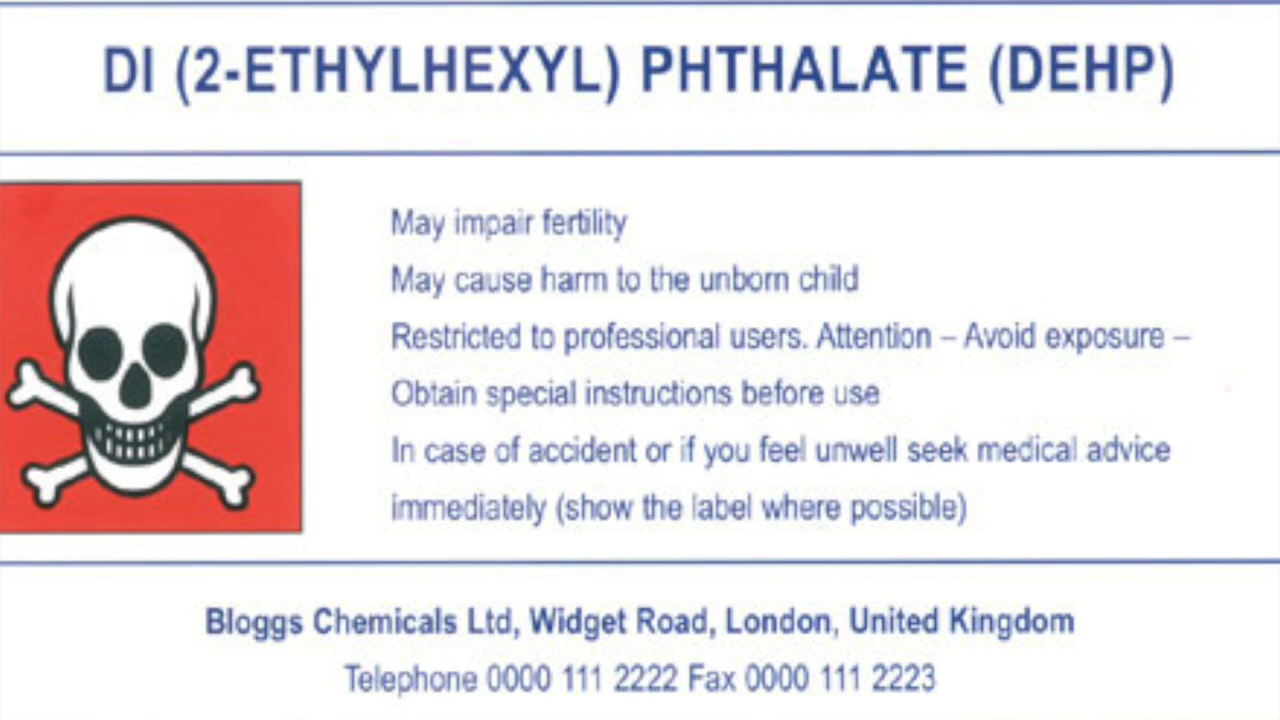 DI (2-ETHYLHEXYL) PHTHALATE (DEHP)
May impair fertility
May cause harm to the unborn child
Restricted to professional users. Attention – Avoid exposure –
Obtain special instructions before use
In case of accident or if you feel unwell seek medical advice
immediately (show the label where possible)
Bloggs Chemicals Ltd, Widget Road, London, United Kingdom
Telephone 0000 111 2222 Fax 0000 111 2223